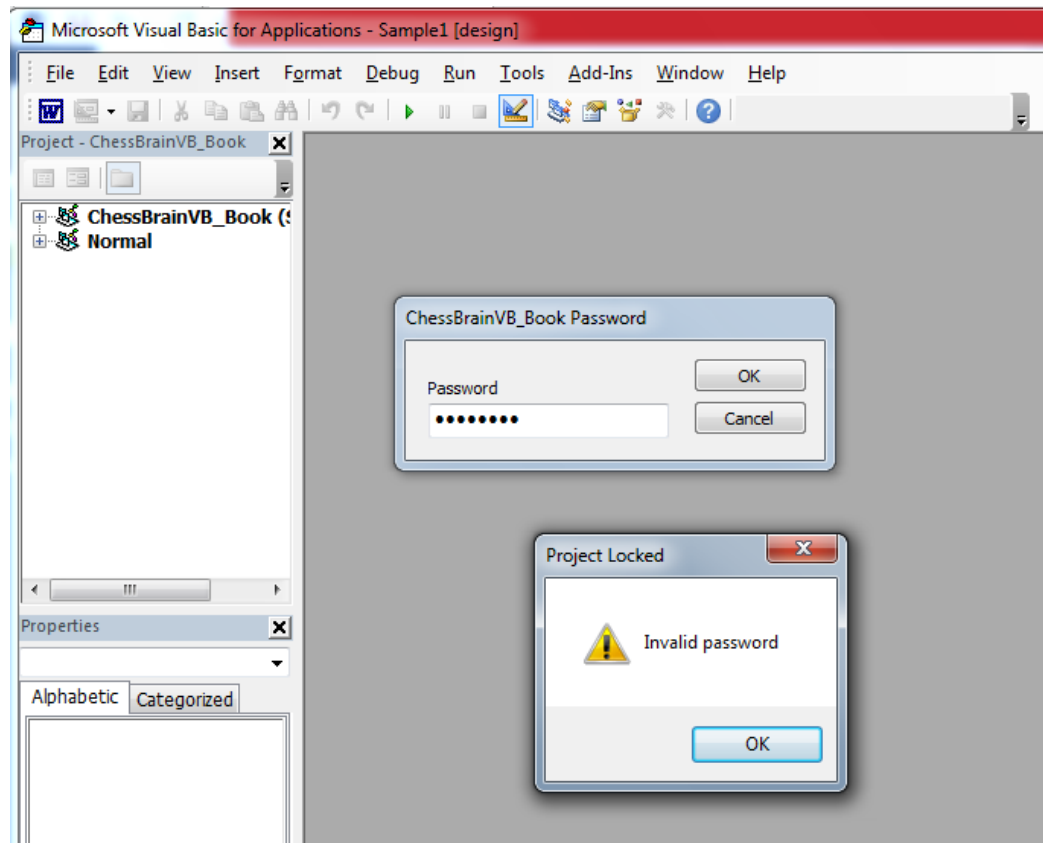 Microsoft Visual Basic for Applications - Sample1 [design]
File Edit View Insert Format Debug Run Tools Add-Ins Window Help
Project - ChessBrainVB_Book
ChessBrainVB_Book (
Normal
ChessBrainVB_Book Password
OK
Password
Cancel
Project Locked
Invalid password
OK
Properties
Alphabetic Categorized